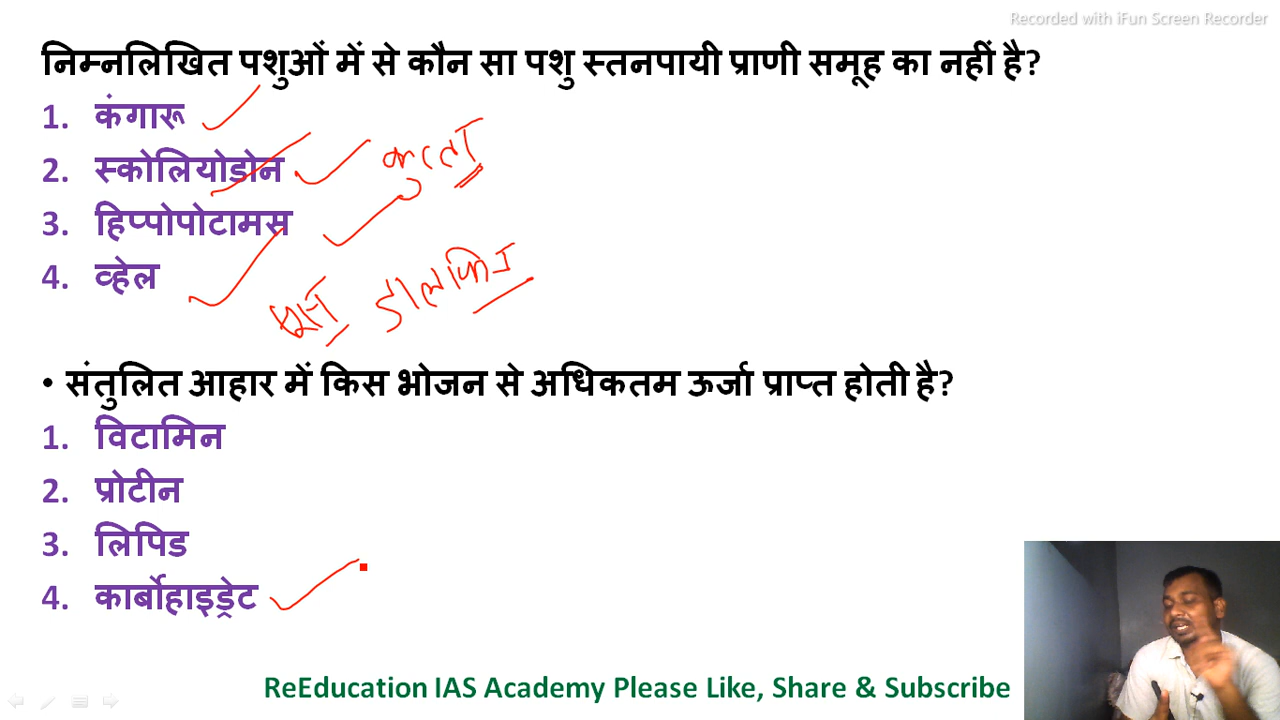 Recorded with iFun Screen Recorder
निम्नलिखित पशुओं में से कौन सा पशु स्तनपायी प्राणी समूह का नहीं है?
1. कंगारू
2. स्कोलियोडोन
कुत्ता
3. हिप्पोपोटामस
4. व्हेल
डालफिन
• संतुलित आहार में किस भोजन से अधिकतम ऊर्जा प्राप्त होती है?
1. विटामिन
2. प्रोटीन
3. लिपिड
4. कार्बोहाइड्रेट
ReEducation IAS Academy Please Like, Share & Subscribe